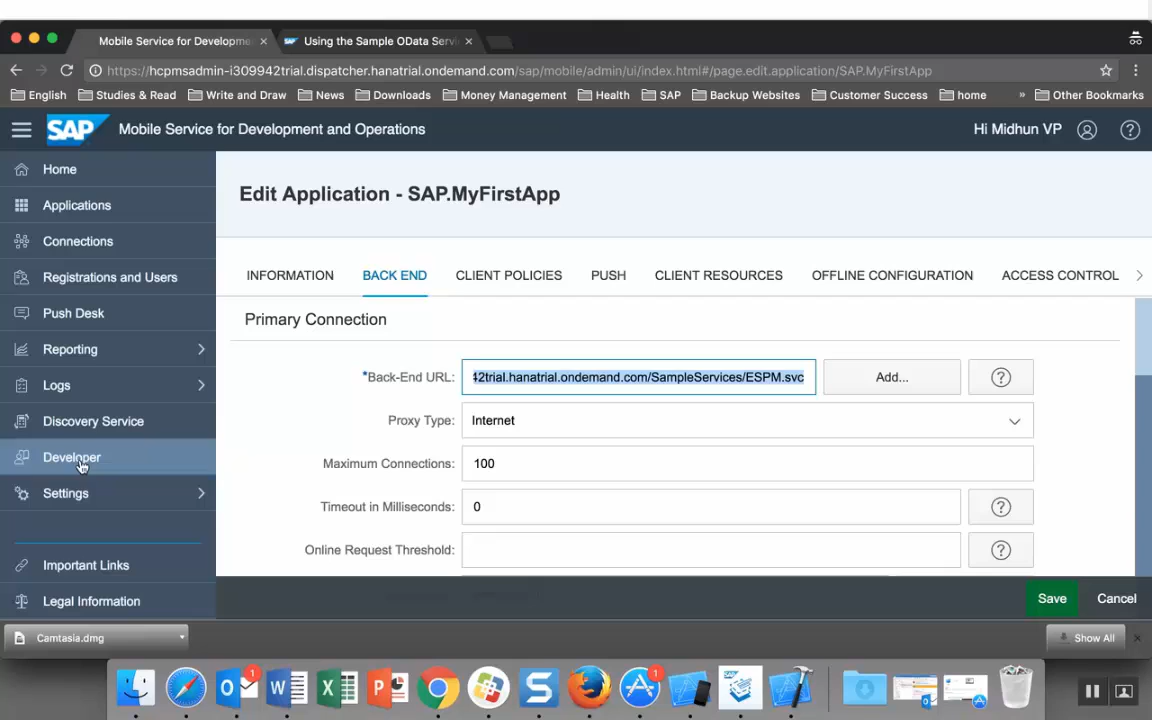 Mobile Service for Developme
Using the Sample OData Servi
https://hcpmsadmin-i309942trial.dispatcher.hanatrial.ondemand.com/sap/mobile/admin/ui/index.html#/page.edit.application/SAP.MyFirstApp
English Studies & Read Write and Draw News Downloads Money Management Health SAP Backup Websites Customer Success home » Other Bookmarks
SAP Mobile Service for Development and Operations Hi Midhun VP
Home
Applications
Connections
Registrations and Users
Push Desk
Reporting
Logs
Discovery Service
Developer
Settings
Important Links
Legal Information
Edit Application - SAP.MyFirstApp
INFORMATION BACK END CLIENT POLICIES PUSH CLIENT RESOURCES OFFLINE CONFIGURATION ACCESS CONTROL
Primary Connection
*Back-End URL: 42trial.hanatrial.ondemand.com/SampleServices/ESPM.svc Add...
Proxy Type: Internet
Maximum Connections: 100
Timeout in Milliseconds: 0
Online Request Threshold:
Save Cancel
Camtasia.dmg Show All
1
1